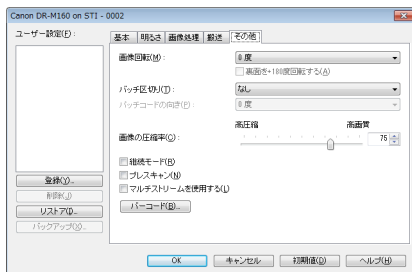 Canon DR-M160 on STI - 0002
ユーザー設定(F):
基本 明るさ 画像処理 搬送 その他
画像回転(M): 0 度
裏面を+180度回転する(A)
バッチ区切り(T): なし
バッチコードの向き(P): 0 度
高圧縮 高画質
画像の圧縮率(C): 75
継続モード(R)
プレスキャン(N)
マルチストリームを使用する(L)
バーコード(B)...
登録(Y)...
削除(J)
リストア(I)...
バックアップ(X)...
OK キャンセル 初期値(D) ヘルプ(H)